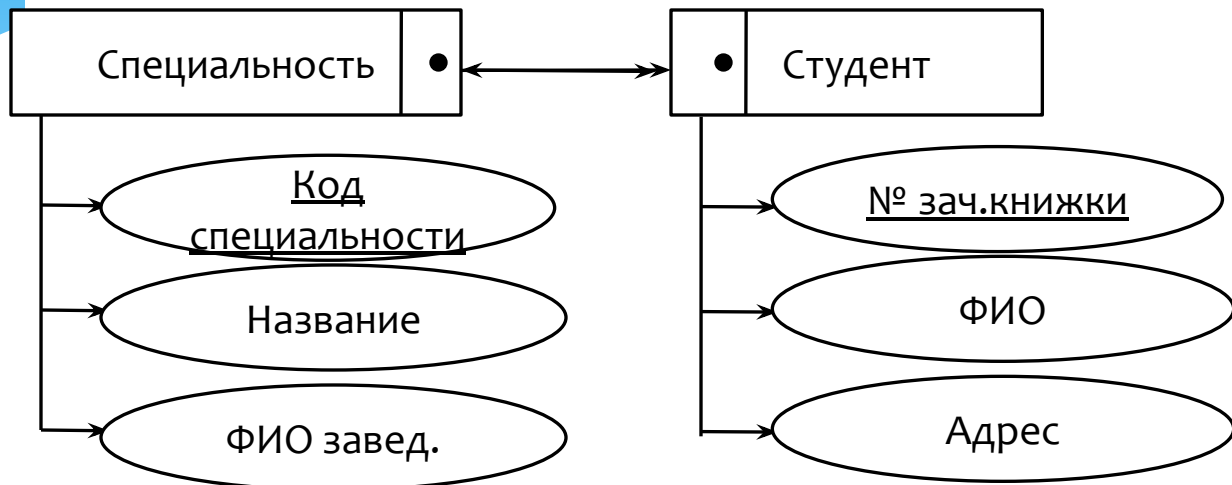 Специальность
Студент
Код
специальности
Название
ФИО завед.
№ зач.книжки
ФИО
Адрес